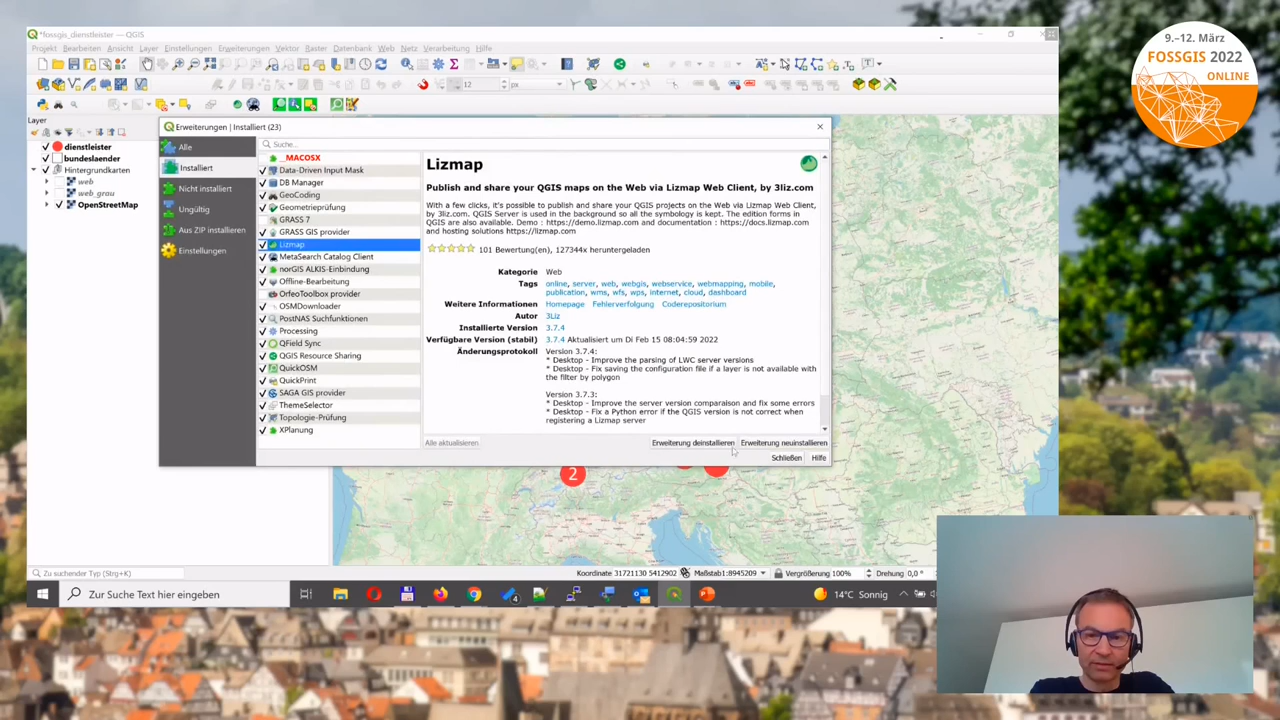 *fossgis_dienstleister — QGIS
Projekt Bearbeiten Ansicht Layer Einstellungen Erweiterungen Vektor Raster Datenbank Web Netz Verarbeitung Hilfe
12 px
Layer
dienstleister
bundeslaender
Hintergrundkarten
web
web_grau
OpenStreetMap
Erweiterungen | Installiert (23)
Alle
Installiert
Nicht installiert
Ungültig
Aus ZIP installieren
Einstellungen
Suche...
__MACOSX
Data-Driven Input Mask
DB Manager
GeoCoding
Geometrieprüfung
GRASS 7
GRASS GIS provider
Lizmap
MetaSearch Catalog Client
norGIS ALKIS-Einbindung
Offline-Bearbeitung
OrfeoToolbox provider
OSMDownloader
PostNAS Suchfunktionen
Processing
QField Sync
QGIS Resource Sharing
QuickOSM
QuickPrint
SAGA GIS provider
ThemeSelector
Topologie-Prüfung
XPlanung
Lizmap
Publish and share your QGIS maps on the Web via Lizmap Web Client, by 3liz.com
With a few clicks, it's possible to publish and share your QGIS projects on the Web via Lizmap Web Client,
by 3liz.com. QGIS Server is used in the background so all the symbology is kept. The edition forms in
QGIS are also available. Demo : https://demo.lizmap.com and documentation : https://docs.lizmap.com
and hosting solutions https://lizmap.com
101 Bewertung(en), 127344x heruntergeladen
Kategorie Web
Tags online, server, web, webgis, webservice, webmapping, mobile,
publication, wms, wfs, wps, internet, cloud, dashboard
Weitere Informationen Homepage Fehlerverfolgung Coderepositorium
Autor 3Liz
Installierte Version 3.7.4
Verfügbare Version (stabil) 3.7.4 Aktualisiert um Di Feb 15 08:04:59 2022
Änderungsprotokoll Version 3.7.4:
* Desktop - Improve the parsing of LWC server versions
* Desktop - Fix saving the configuration file if a layer is not available with
the filter by polygon
Version 3.7.3:
* Desktop - Improve the server version comparaison and fix some errors
* Desktop - Fix a Python error if the QGIS version is not correct when
registering a Lizmap server
Alle aktualisieren Erweiterung deinstallieren Erweiterung neuinstallieren
Schließen Hilfe
2
Zu suchender Typ (Strg+K) Koordinate 31721130 5412902 Maßstab 1:8945209 Vergrößerung 100% Drehung 0,0 °
Zur Suche Text hier eingeben 4 14°C Sonnig
9.–12. März
FOSSGIS 2022
ONLINE